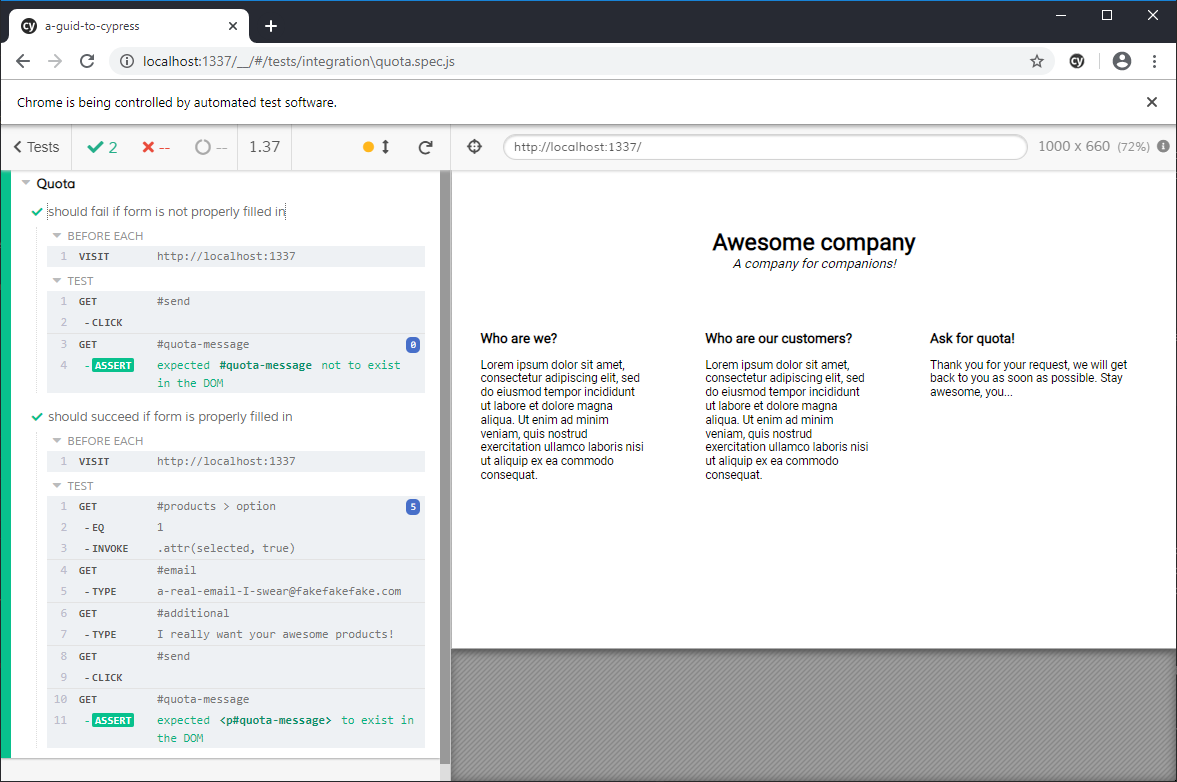 cy a-guid-to-cypress
localhost:1337/__/#/tests/integration\quota.spec.js cy
Chrome is being controlled by automated test software.
Tests 2 -- -- 1.37 http://localhost:1337/ 1000 x 660 (72%)
Quota
should fail if form is not properly filled in
BEFORE EACH
1 VISIT http://localhost:1337
TEST
1 GET #send
2 - CLICK
3 GET #quota-message 0
4 - ASSERT expected #quota-message not to exist
in the DOM
should succeed if form is properly filled in
BEFORE EACH
1 VISIT http://localhost:1337
TEST
1 GET #products > option 5
2 - EQ 1
3 - INVOKE .attr(selected, true)
4 GET #email
5 - TYPE a-real-email-I-swear@fakefakefake.com
6 GET #additional
7 - TYPE I really want your awesome products!
8 GET #send
9 - CLICK
10 GET #quota-message
11 - ASSERT expected <p#quota-message> to exist in
the DOM
Awesome company
A company for companions!
Who are we?
Lorem ipsum dolor sit amet,
consectetur adipiscing elit, sed
do eiusmod tempor incididunt
ut labore et dolore magna
aliqua. Ut enim ad minim
veniam, quis nostrud
exercitation ullamco laboris nisi
ut aliquip ex ea commodo
consequat.
Who are our customers?
Lorem ipsum dolor sit amet,
consectetur adipiscing elit, sed
do eiusmod tempor incididunt
ut labore et dolore magna
aliqua. Ut enim ad minim
veniam, quis nostrud
exercitation ullamco laboris nisi
ut aliquip ex ea commodo
consequat.
Ask for quota!
Thank you for your request, we will get
back to you as soon as possible. Stay
awesome, you...